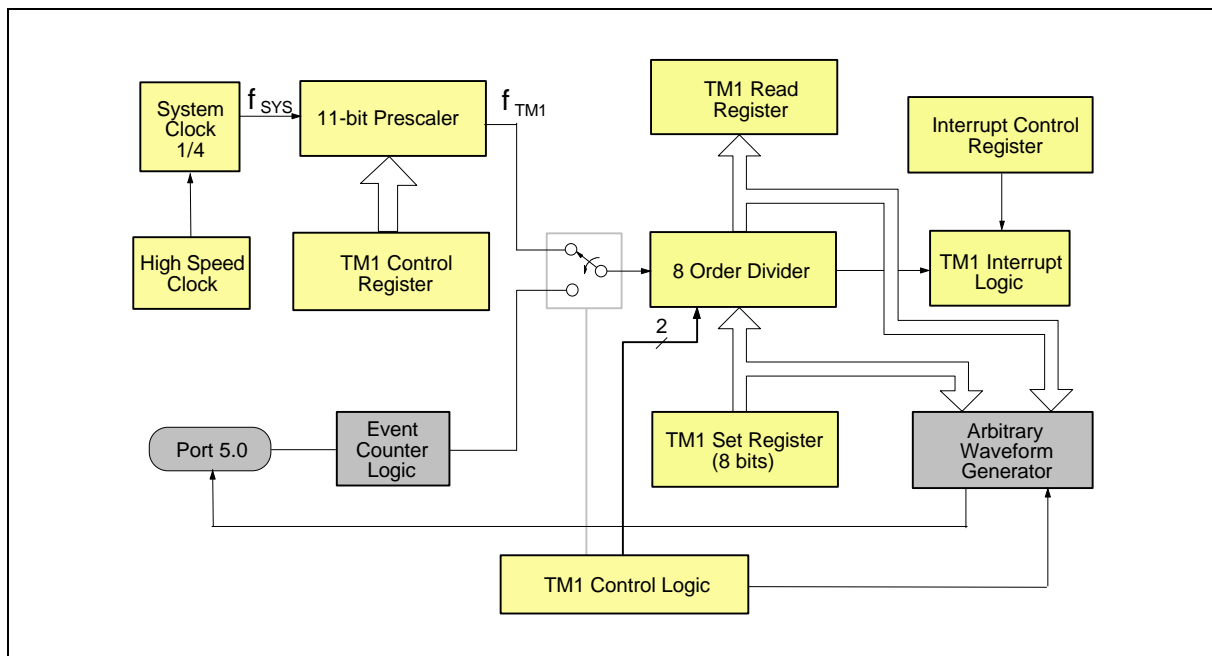 System
Clock
1/4
f SYS
11-bit Prescaler
f TM1
TM1 Read
Register
Interrupt Control
Register
High Speed
Clock
TM1 Control
Register
8 Order Divider
TM1 Interrupt
Logic
2
Port 5.0
Event
Counter
Logic
TM1 Set Register
(8 bits)
Arbitrary
Waveform
Generator
TM1 Control Logic